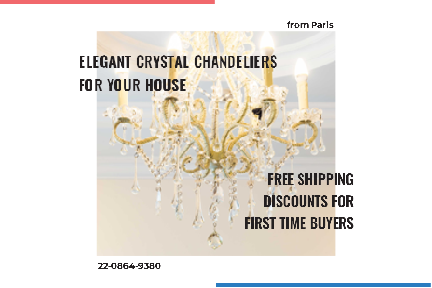 from Paris
ELEGANT CRYSTAL CHANDELIERS
FOR YOUR HOUSE
FREE SHIPPING
DISCOUNTS FOR
FIRST TIME BUYERS
22-0864-9380